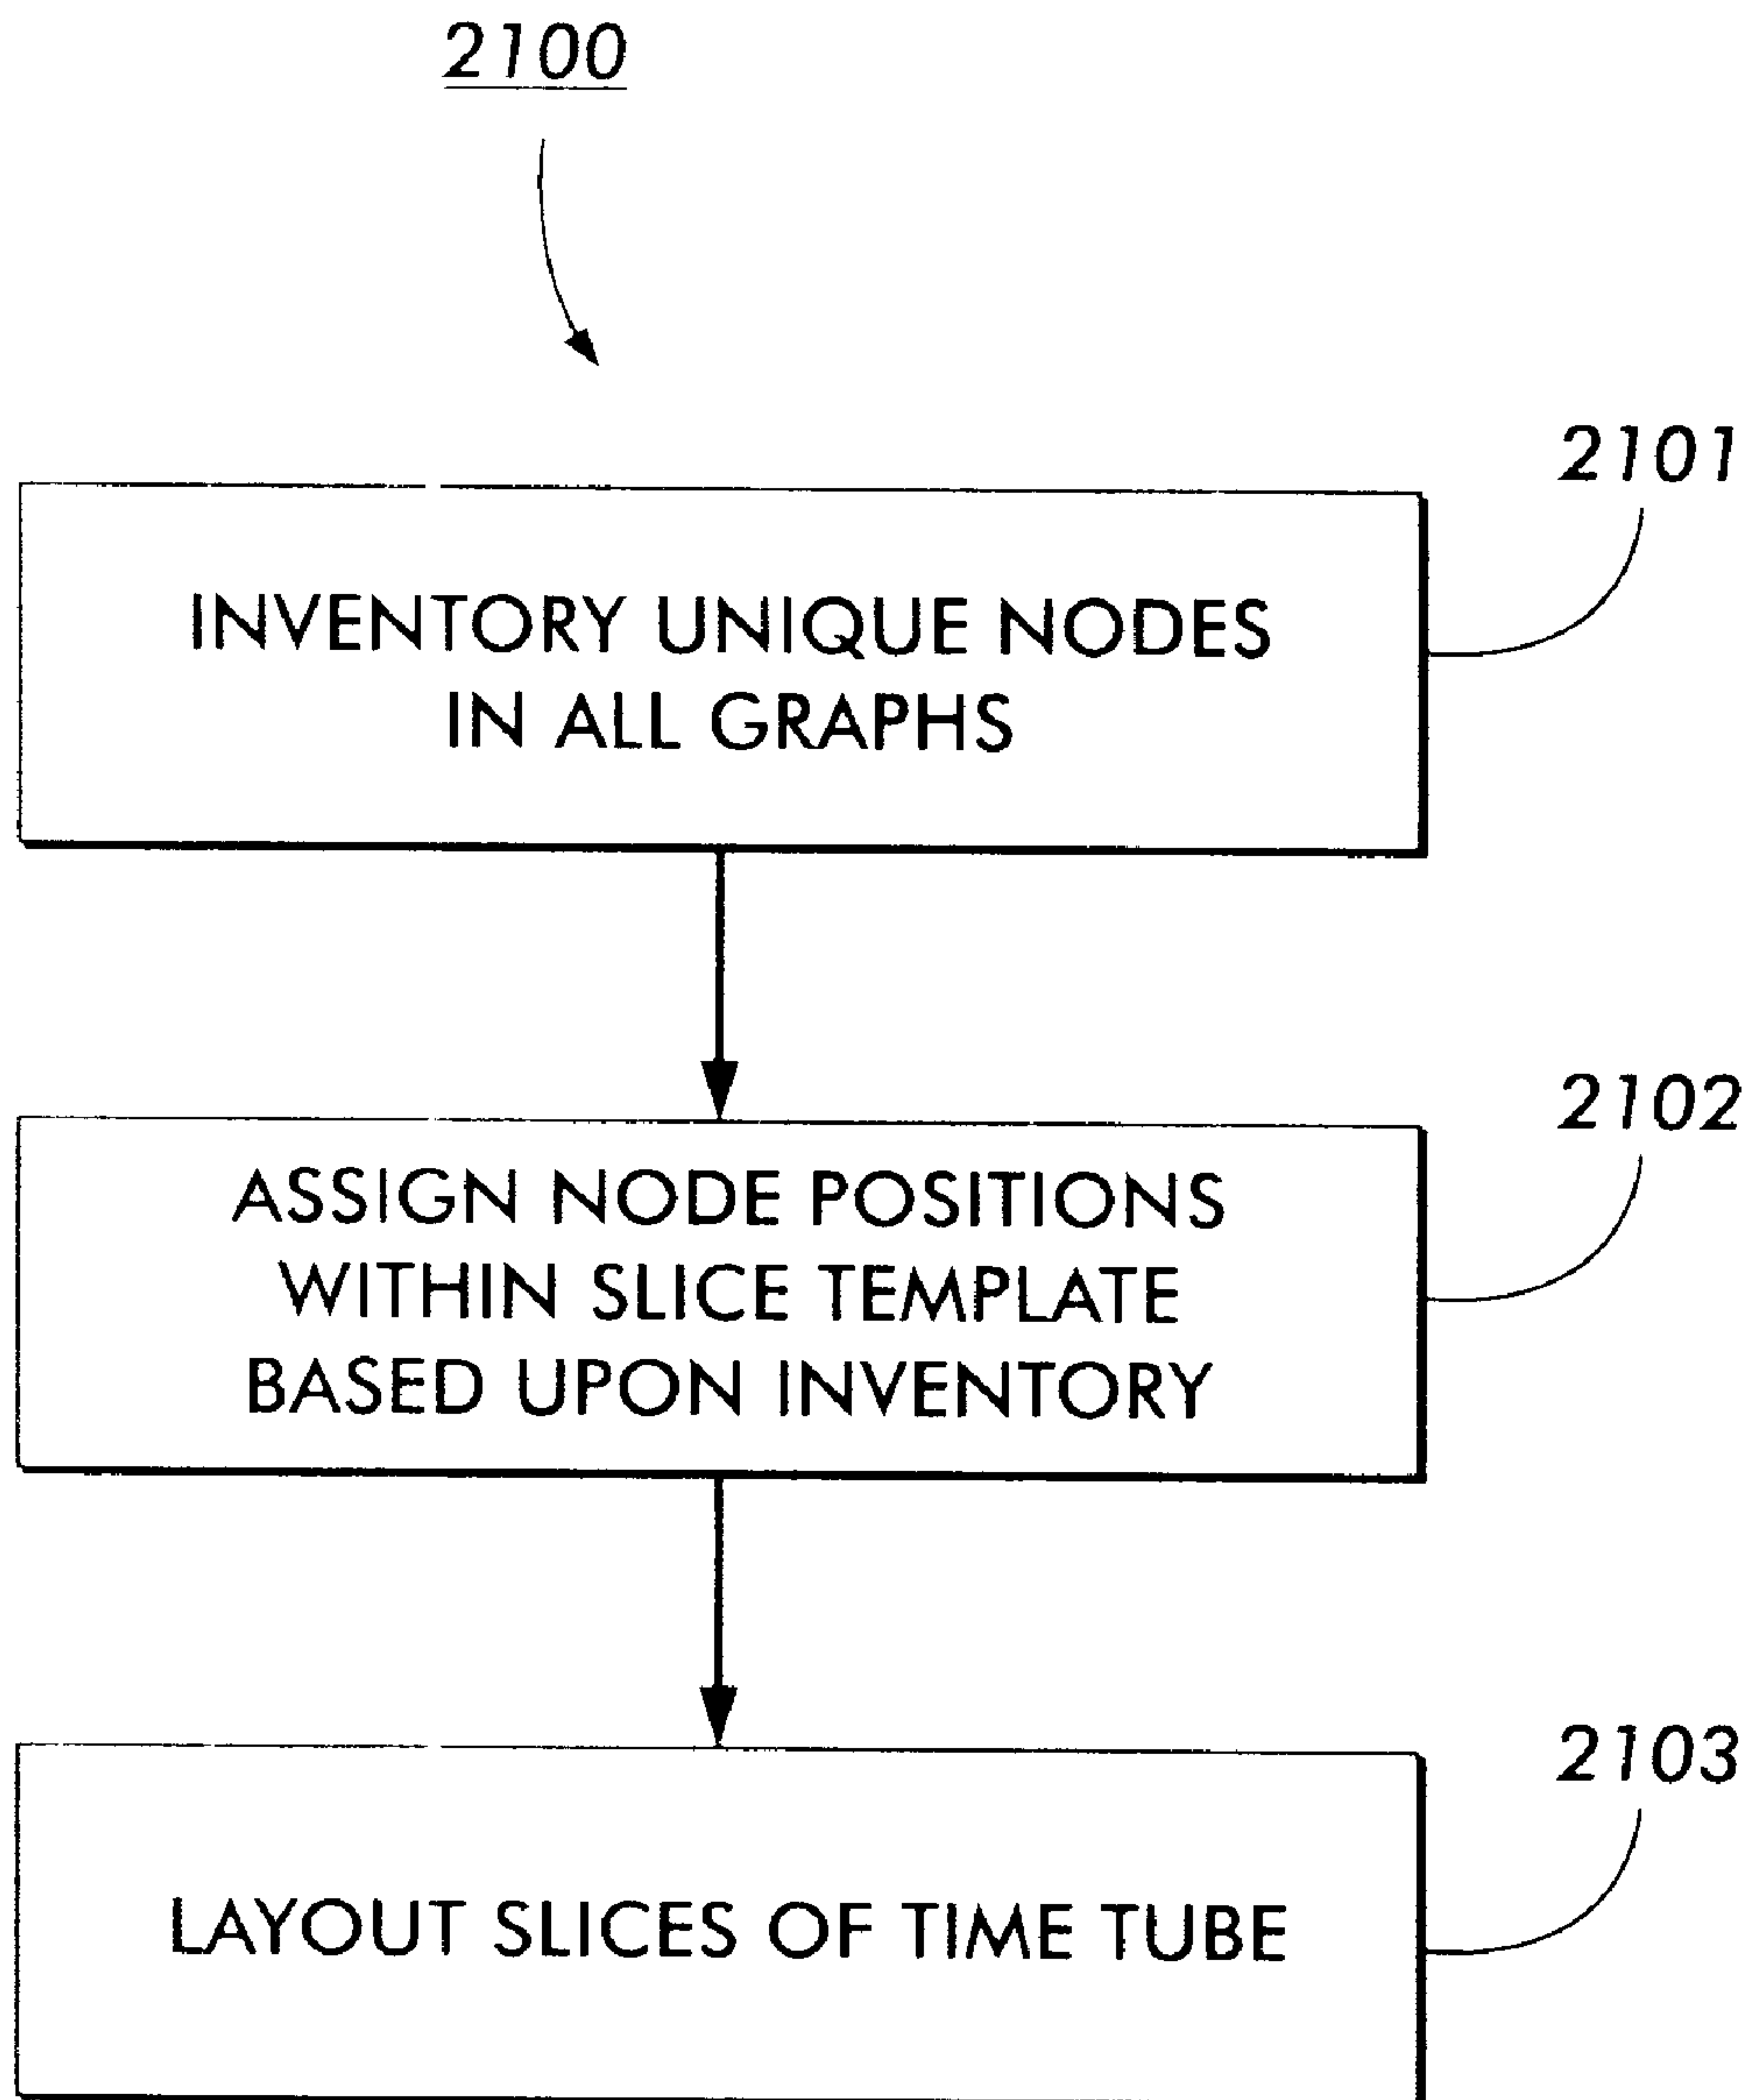 2100
2101
INVENTORY UNIQUE NODES
IN ALL GRAPHS
2102
ASSIGN NODE POSITIONS
WITHIN SLICE TEMPLATE
BASED UPON INVENTORY
2103
LAYOUT SLICES OF TIME TUBE